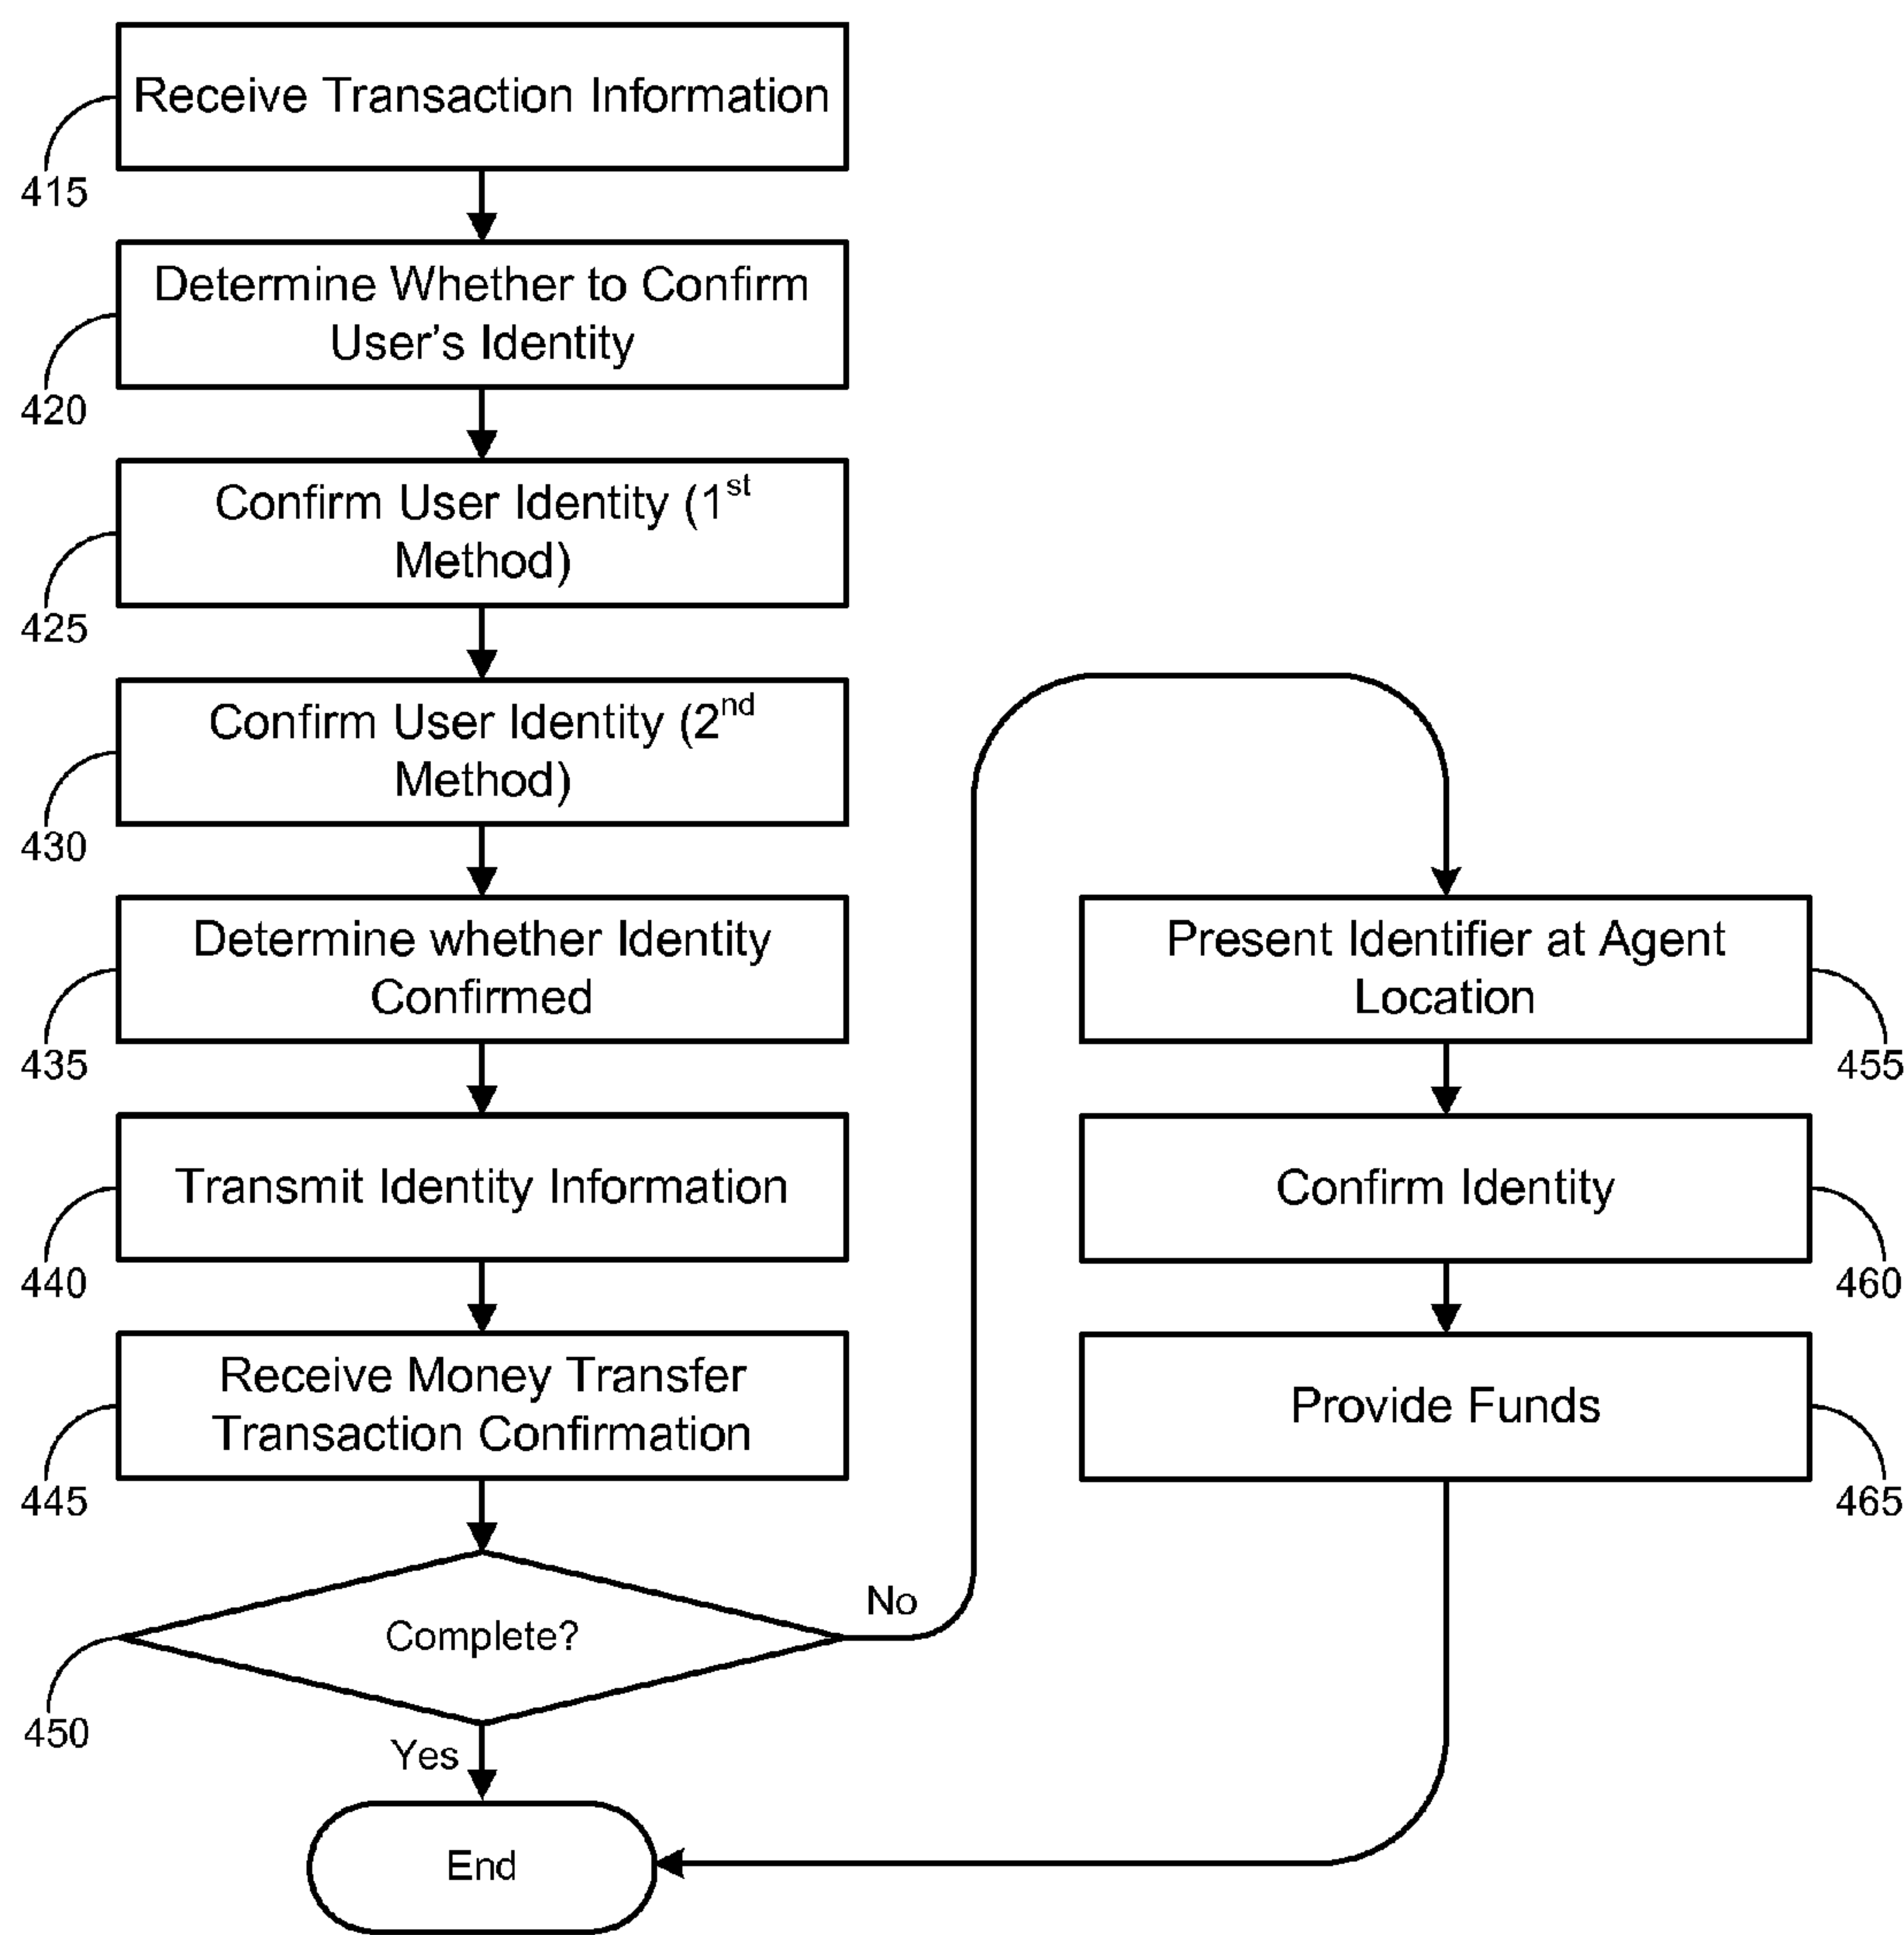 Receive Transaction Information
415
Determine Whether to Confirm
User's Identity
420
Confirm User Identity (1st
Method)
425
Confirm User Identity (2nd
Method)
430
Determine whether Identity
Confirmed
435
Transmit Identity Information
440
Receive Money Transfer
Transaction Confirmation
445
Complete?
450
No
Yes
End
Present Identifier at Agent
Location
455
Confirm Identity
460
Provide Funds
465